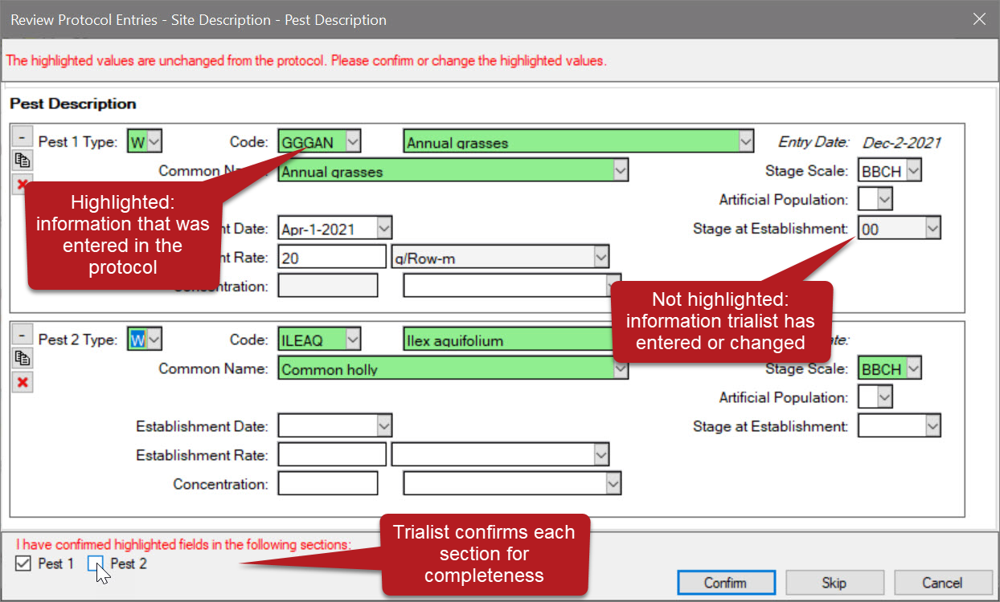 Review Protocol Entries - Site Description - Pest Description
The highlighted values are unchanged from the protocol. Please confirm or change the highlighted values.
Pest Description
Pest 1 Type: W Code: GGGAN Annual grasses Entry Date: Dec-2-2021
Common Name: Annual grasses Stage Scale: BBCH
Artificial Population:
Highlighted:
information that was
entered in the
protocol
nt Date: Apr-1-2021 Stage at Establishment: 00
nt Rate: 20 g/Row-m
Concentration:
Not highlighted:
information trialist has
entered or changed
Pest 2 Type: W Code: ILEAQ Ilex aquifolium ate:
Common Name: Common holly Stage Scale: BBCH
Artificial Population:
Establishment Date: Stage at Establishment:
Establishment Rate:
Concentration:
Trialist confirms each
section for
completeness
I have confirmed highlighted fields in the following sections:
Pest 1 Pest 2
Confirm Skip Cancel